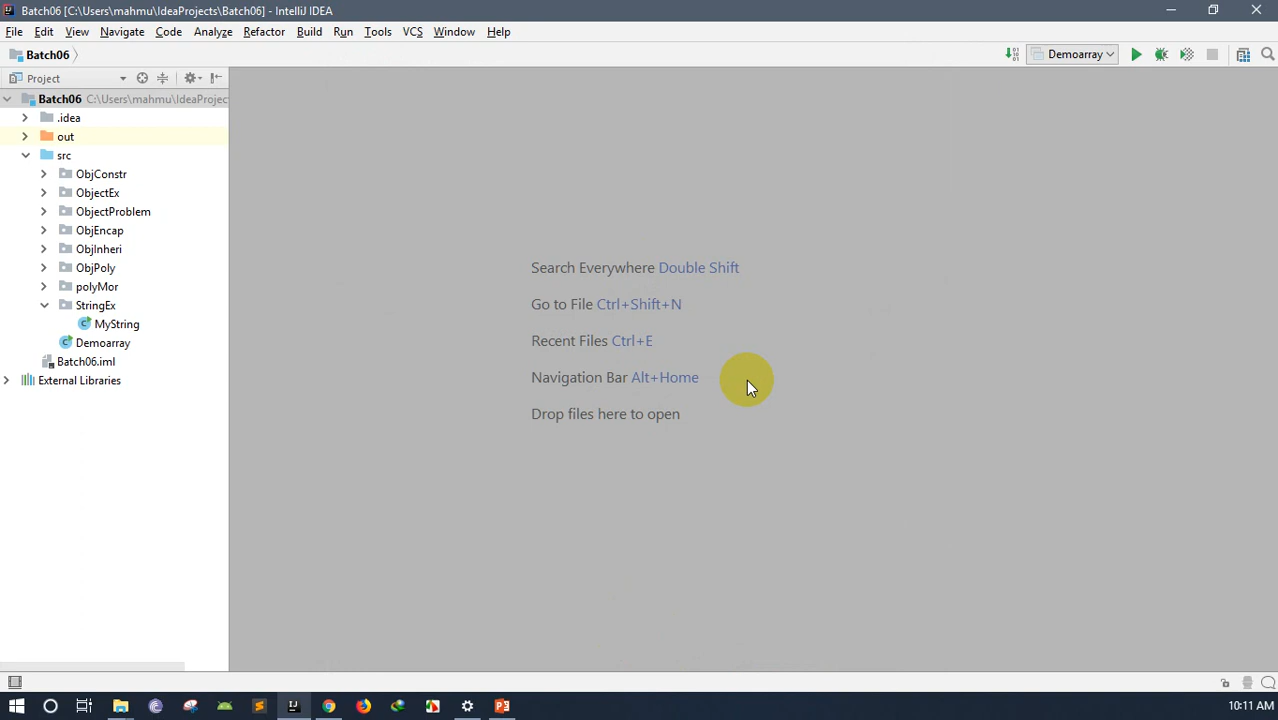 Batch06 [C:\Users\mahmu\IdeaProjects\Batch06] - IntelliJ IDEA
File Edit View Navigate Code Analyze Refactor Build Run Tools VCS Window Help
Batch06 Demoarray
Project
Batch06 C:\Users\mahmu\IdeaProjec
.idea
out
src
ObjConstr
ObjectEx
ObjectProblem
ObjEncap
ObjInheri
ObjPoly
polyMor
StringEx
MyString
Demoarray
Batch06.iml
External Libraries
Search Everywhere Double Shift
Go to File Ctrl+Shift+N
Recent Files Ctrl+E
Navigation Bar Alt+Home
Drop files here to open
10:11 AM